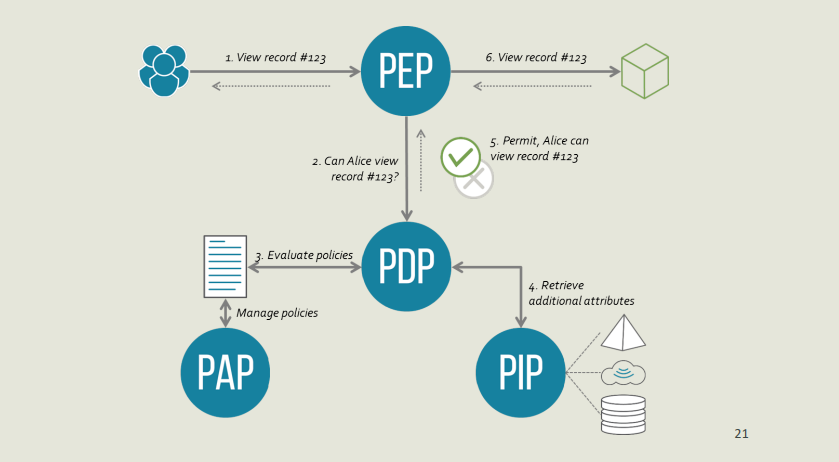 1. View record #123
PEP
6. View record #123
2. Can Alice view
record #123?
5. Permit, Alice can
view record #123
3. Evaluate policies
PDP
4. Retrieve
additional attributes
Manage policies
PAP
PIP
21